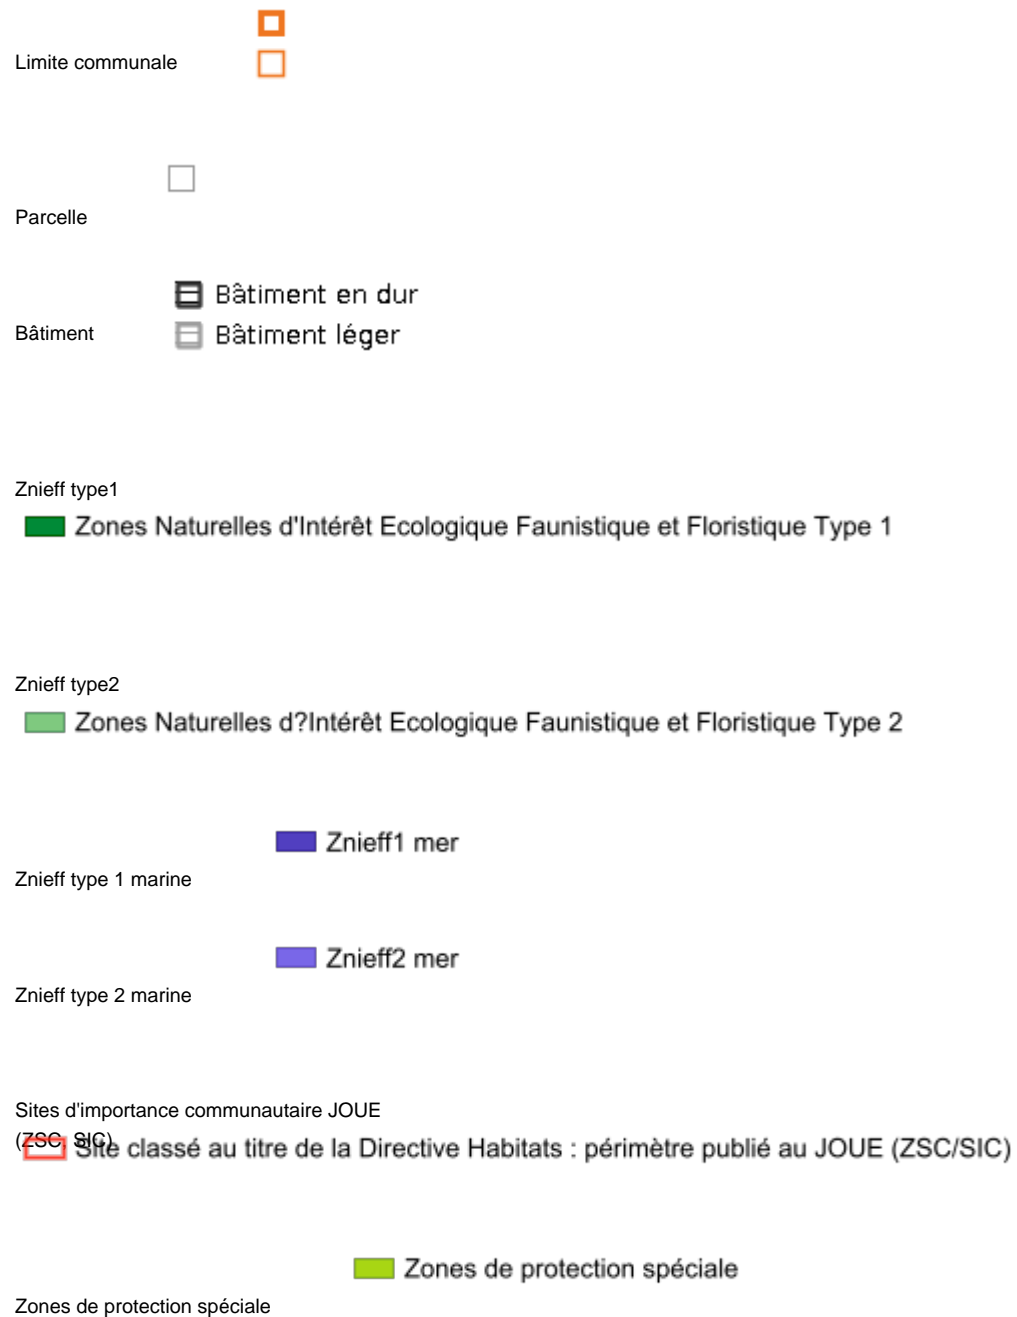 Limite communale
Parcelle
Bâtiment en dur
Bâtiment
Bâtiment léger
Znieff type1
Zones Naturelles d'Intérêt Ecologique Faunistique et Floristique Type 1
Znieff type2
Zones Naturelles d?Intérêt Ecologique Faunistique et Floristique Type 2
Znieff1 mer
Znieff type 1 marine
Znieff2 mer
Znieff type 2 marine
Sites d'importance communautaire JOUE
(ZSC, SIC)
Site classé au titre de la Directive Habitats : périmètre publié au JOUE (ZSC/SIC)
Zones de protection spéciale
Zones de protection spéciale